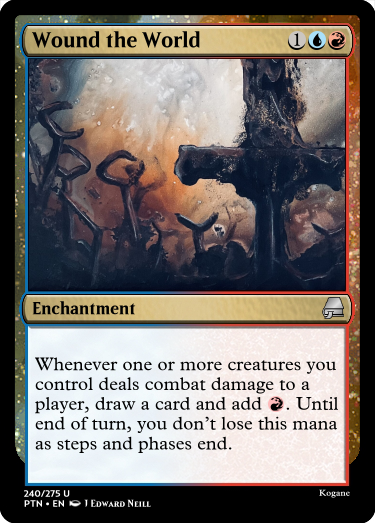 Wound the World 1
Enchantment
Whenever one or more creatures you
control deals combat damage to a
player, draw a card and add . Until
end of turn, you don't lose this mana
as steps and phases end.
240/275 U Kogane
PTN • EN J Edward Neill